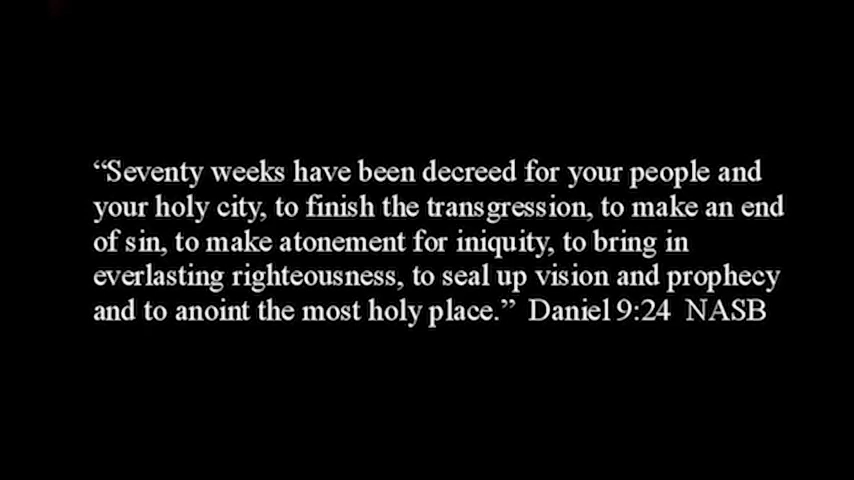 “Seventy weeks have been decreed for your people and
your holy city, to finish the transgression, to make an end
of sin, to make atonement for iniquity, to bring in
everlasting righteousness, to seal up vision and prophecy
and to anoint the most holy place.” Daniel 9:24 NASB